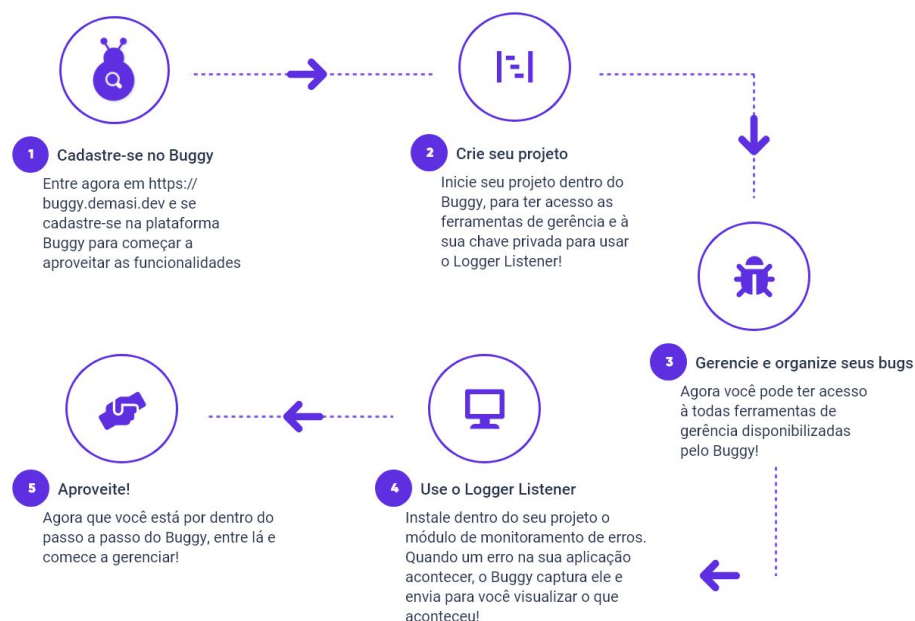 1 Cadastre-se no Buggy
Entre agora em https://
buggy.demasi.dev e se
cadastre-se na plataforma
Buggy para começar a
aproveitar as funcionalidades
2 Crie seu projeto
Inicie seu projeto dentro do
Buggy, para ter acesso as
ferramentas de gerência e à
sua chave privada para usar
o Logger Listener!
3 Gerencie e organize seus bugs
Agora você pode ter acesso
à todas ferramentas de
gerência disponibilizadas
pelo Buggy!
4 Use o Logger Listener
Instale dentro do seu projeto o
módulo de monitoramento de erros.
Quando um erro na sua aplicação
acontecer, o Buggy captura ele e
envia para você visualizar o que
aconteceu!
5 Aproveite!
Agora que você está por dentro do
passo a passo do Buggy, entre lá e
comece a gerenciar!